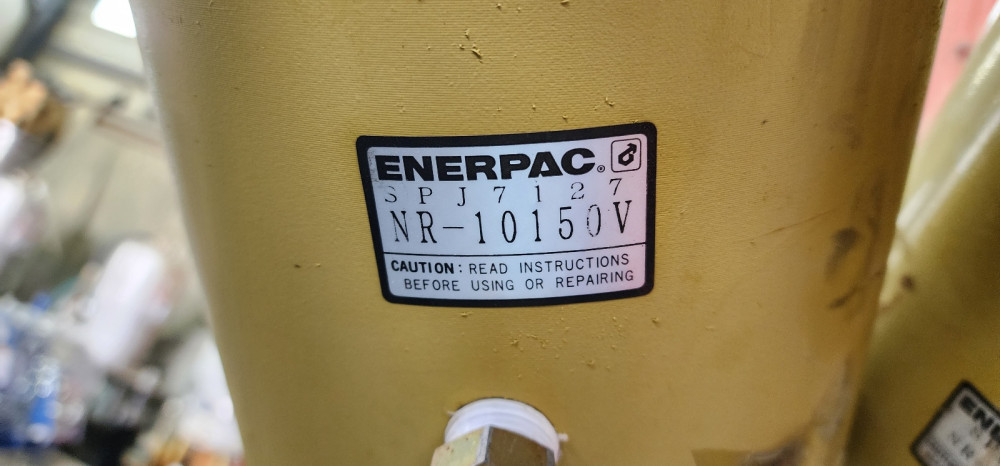 ENERPAC®
SPJ7127
NR-10150V
CAUTION: READ INSTRUCTIONS
BEFORE USING OR REPAIRING